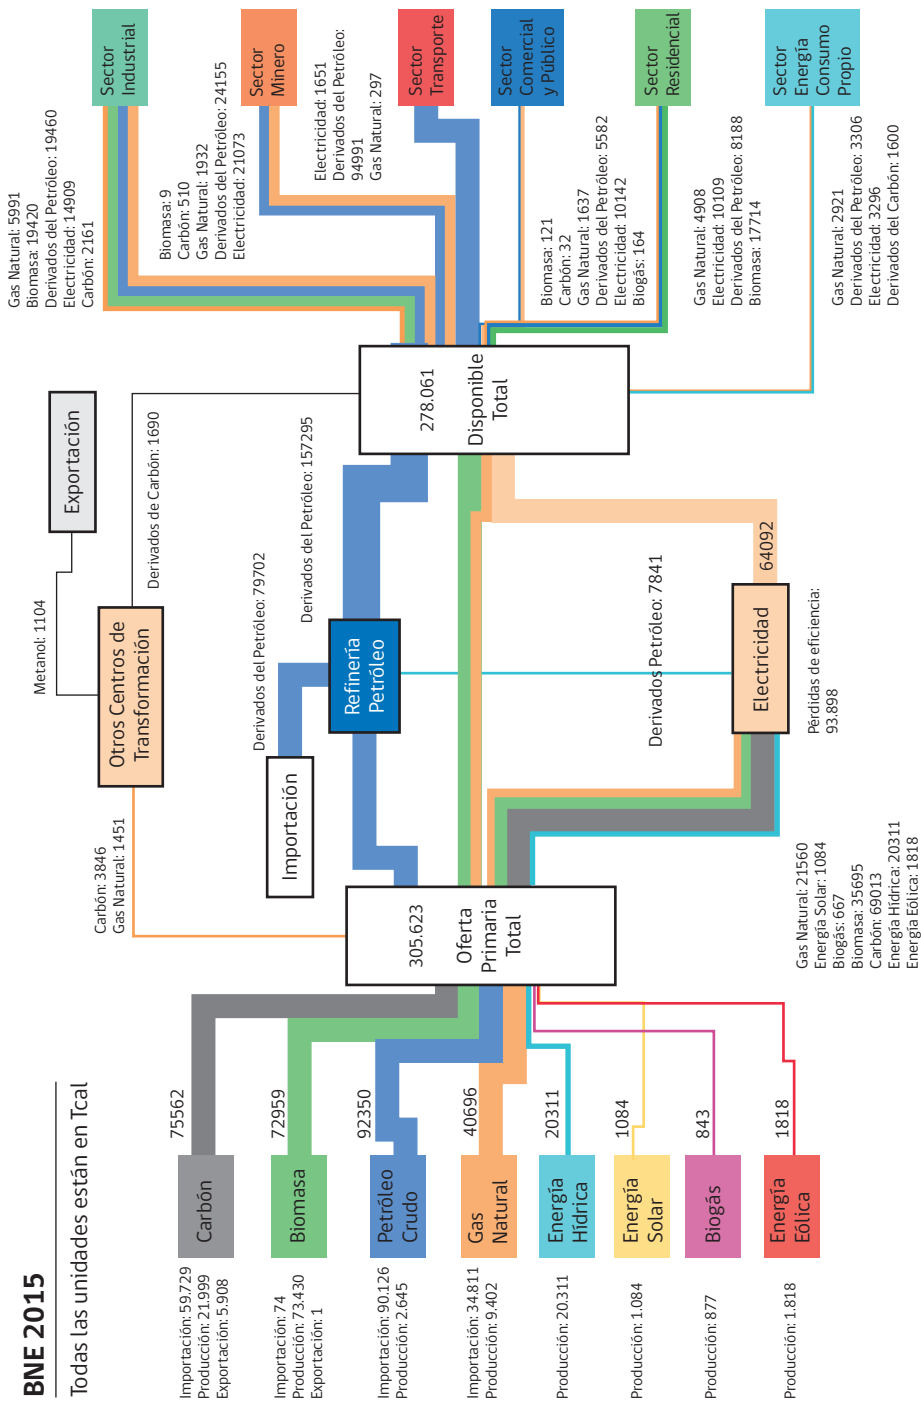 BNE 2015
Todas las unidades están en Tcal
Importación: 59.729
Producción: 21.999
Exportación: 5.908
Carbón
75562
Importación: 74
Producción: 73.430
Exportación: 1
Biomasa
72959
Importación: 90.126
Producción: 2.645
Petróleo
Crudo
92350
Importación: 34.811
Producción: 9.402
Gas
Natural
40696
Producción: 20.311
Energía
Hídrica
20311
Producción: 1.084
Energía
Solar
1084
Producción: 877
Biogás
843
Producción: 1.818
Energía
Eólica
1818
305.623
Oferta
Primaria
Total
Carbón: 3846
Gas Natural: 1451
Otros Centros de
Transformación
Metanol: 1104
Exportación
Derivados de Carbón: 1690
Importación
Derivados del Petróleo: 79702
Refinería
Petróleo
Derivados del Petróleo: 157295
Derivados Petróleo: 7841
Gas Natural: 21560
Energía Solar: 1084
Biogás: 667
Biomasa: 35695
Carbón: 69013
Energía Hídrica: 20311
Energía Eólica: 1818
Electricidad
64092
Pérdidas de eficiencia:
93.898
278.061
Disponible
Total
Gas Natural: 5991
Biomasa: 19420
Derivados del Petróleo: 19460
Electricidad: 14909
Carbón: 2161
Sector
Industrial
Biomasa: 9
Carbón: 510
Gas Natural: 1932
Derivados del Petróleo: 24155
Electricidad: 21073
Sector
Minero
Electricidad: 1651
Derivados del Petróleo:
94991
Gas Natural: 297
Sector
Transporte
Biomasa: 121
Carbón: 32
Gas Natural: 1637
Derivados del Petróleo: 5582
Electricidad: 10142
Biogás: 164
Sector
Comercial
y Público
Gas Natural: 4908
Electricidad: 10109
Derivados del Petróleo: 8188
Biomasa: 17714
Sector
Residencial
Gas Natural: 2921
Derivados del Petróleo: 3306
Electricidad: 3296
Derivados del Carbón: 1600
Sector
Energía
Consumo
Propio